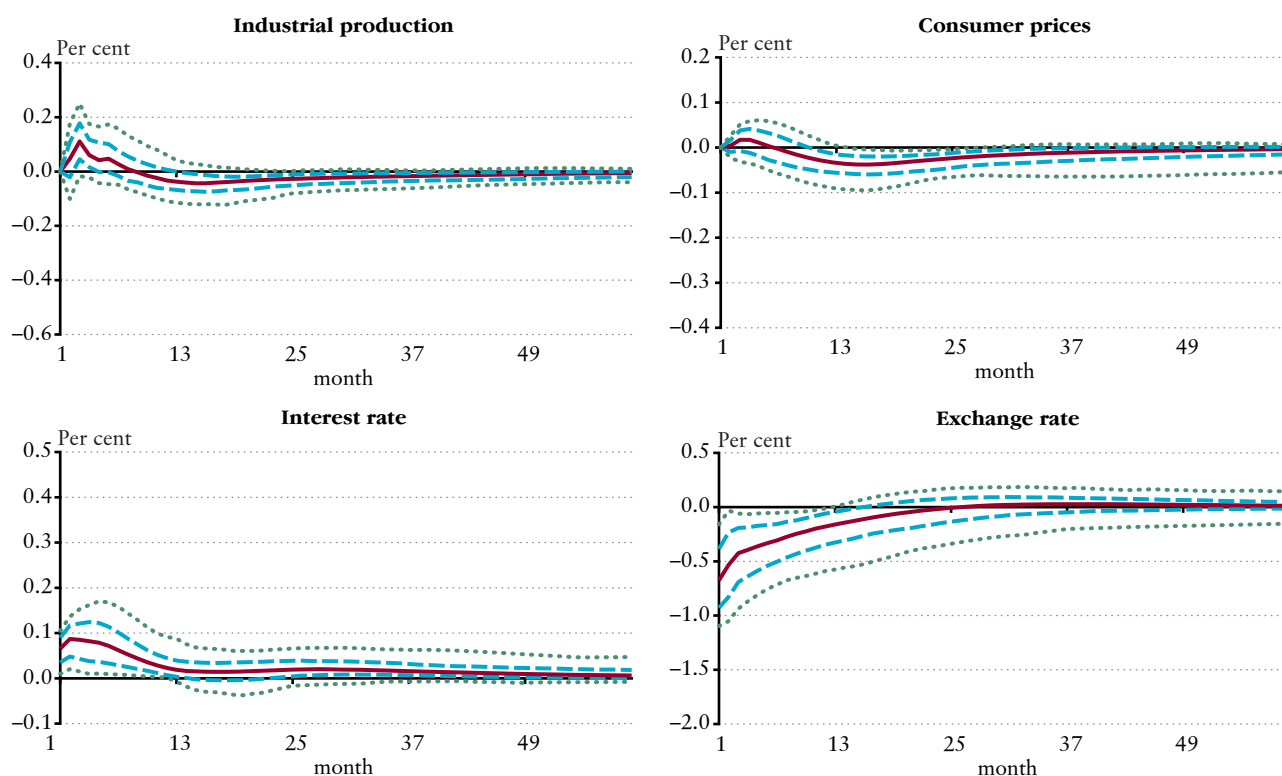 Industrial production
Per cent
0.4
0.2
0.0
–0.2
–0.4
–0.6
1 13 25 37 49
month
Consumer prices
Per cent
0.2
0.1
0.0
–0.1
–0.2
–0.3
–0.4
1 13 25 37 49
month
Interest rate
Per cent
0.5
0.4
0.3
0.2
0.1
0.0
–0.1
1 13 25 37 49
month
Exchange rate
Per cent
0.5
0.0
–0.5
–1.0
–1.5
–2.0
1 13 25 37 49
month